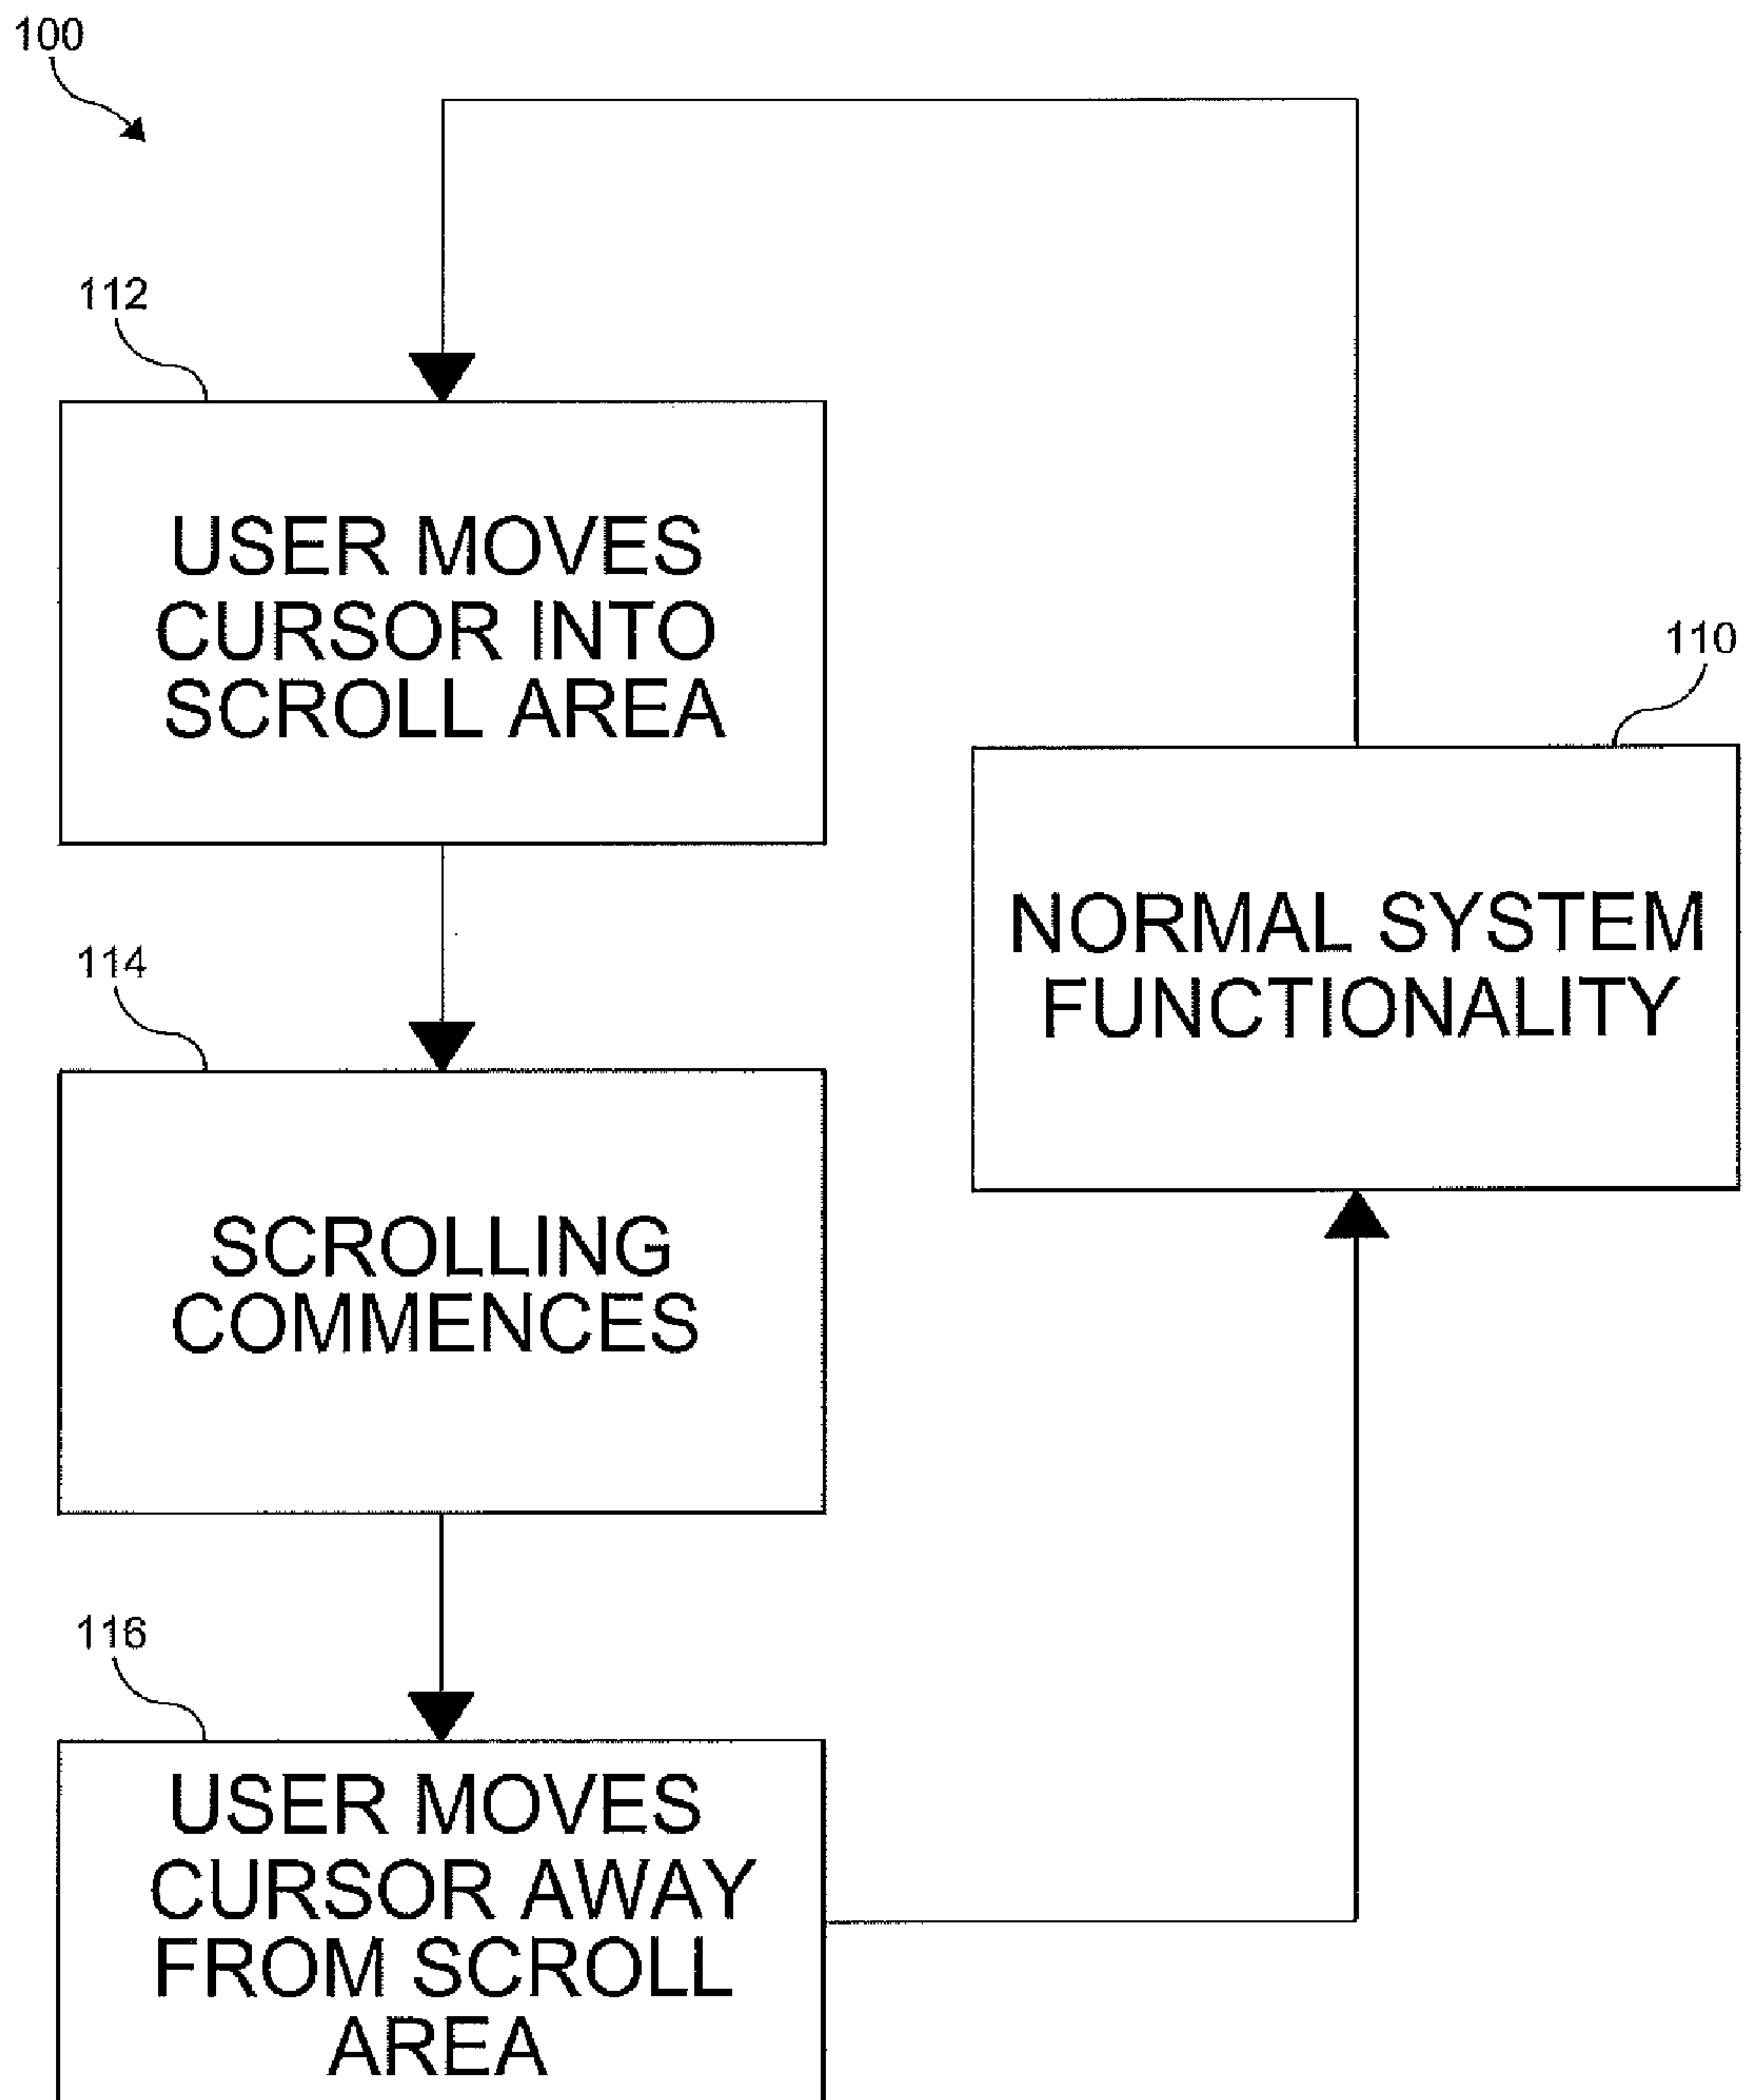 100
112
USER MOVES
CURSOR INTO
SCROLL AREA
110
NORMAL SYSTEM
FUNCTIONALITY
114
SCROLLING
COMMENCES
116
USER MOVES
CURSOR AWAY
FROM SCROLL
AREA